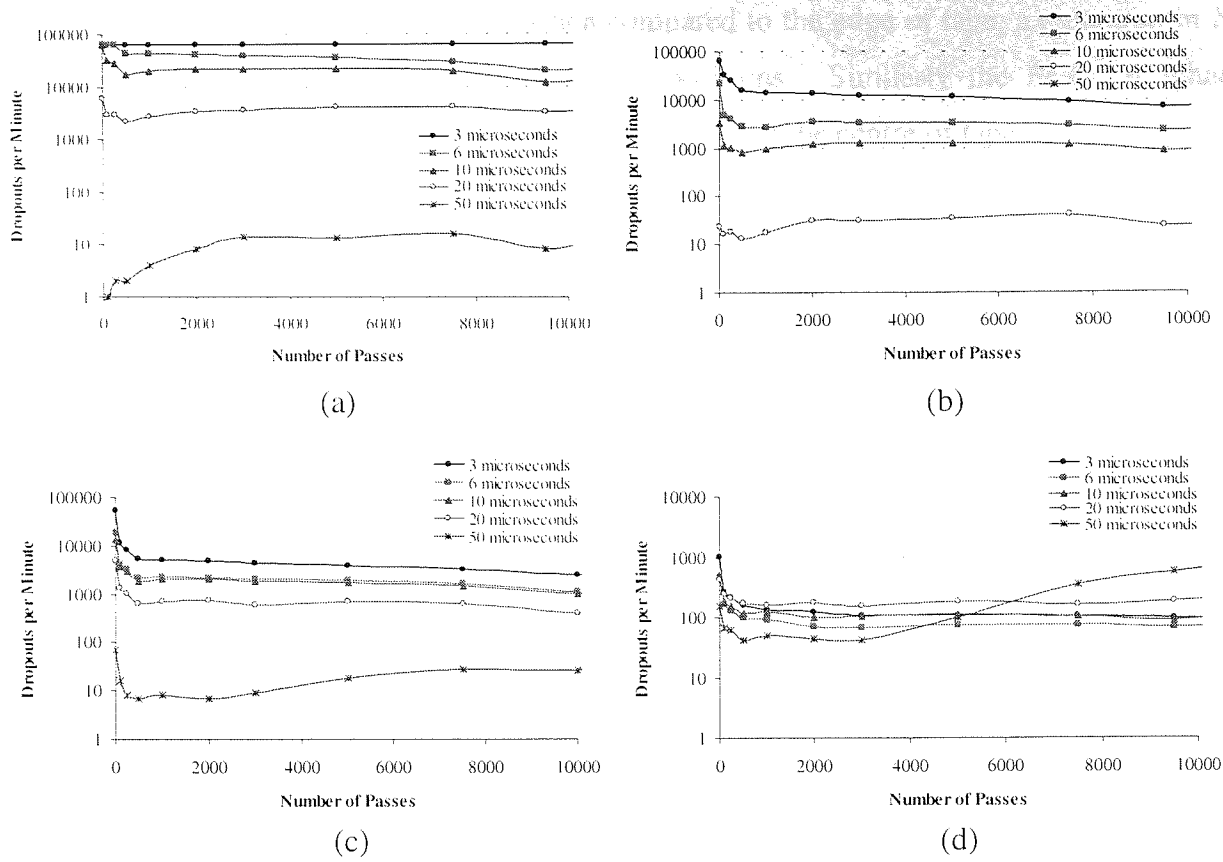 compared to the edge of
100000
10000
1000
100
10
1
Dropouts per Minute
3 microseconds
6 microseconds
10 microseconds
20 microseconds
50 microseconds
0 2000 4000 6000 8000 10000
Number of Passes
(a)
3 microseconds
6 microseconds
10 microseconds
20 microseconds
50 microseconds
100000
10000
1000
100
10
1
Dropouts per Minute
0 2000 4000 6000 8000 10000
Number of Passes
(b)
3 microseconds
6 microseconds
10 microseconds
20 microseconds
50 microseconds
100000
10000
1000
100
10
1
Dropouts per Minute
0 2000 4000 6000 8000 10000
Number of Passes
(c)
3 microseconds
6 microseconds
10 microseconds
20 microseconds
50 microseconds
10000
1000
100
10
1
Dropouts per Minute
0 2000 4000 6000 8000 10000
Number of Passes
(d)